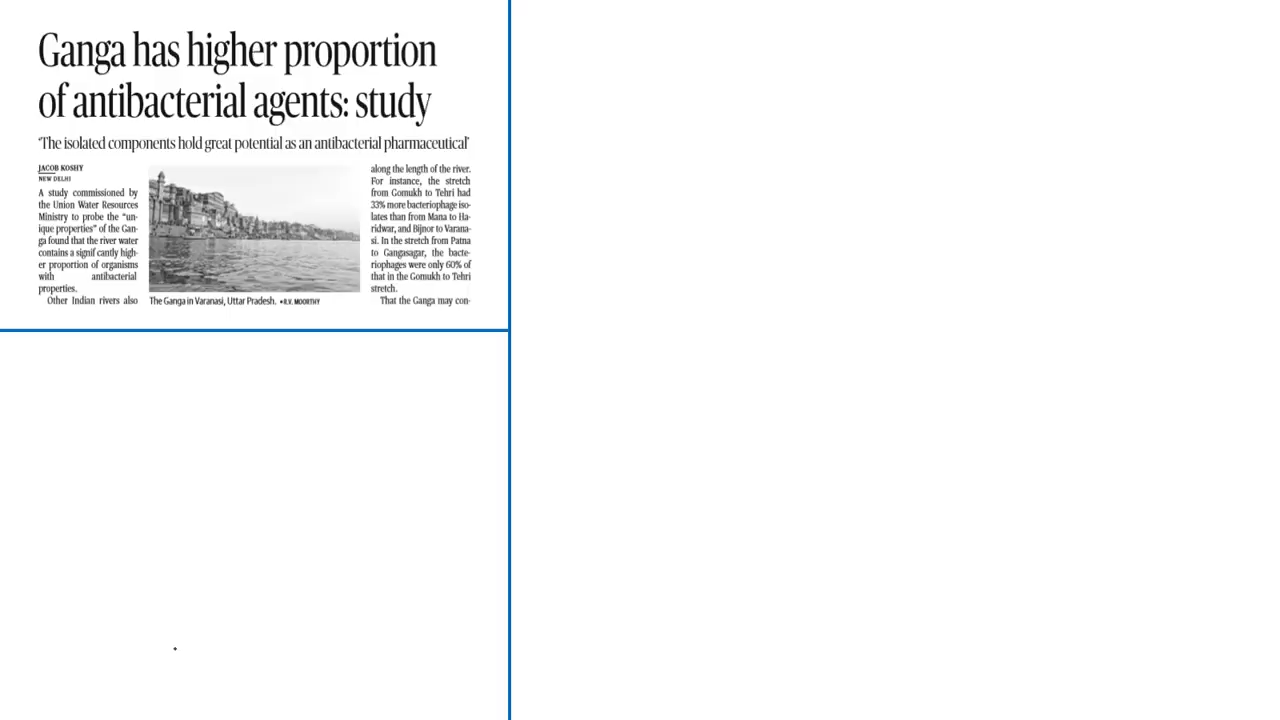 Ganga has higher proportion
of antibacterial agents: study
'The isolated components hold great potential as an antibacterial pharmaceutical'
JACOB KOSHY
NEW DELHI
A study commissioned by
the Union Water Resources
Ministry to probe the “un-
ique properties” of the Gan-
ga found that the river water
contains a signif cantly high-
er proportion of organisms
with antibacterial
properties.
Other Indian rivers also
The Ganga in Varanasi, Uttar Pradesh. •R.V. MOORTHY
along the length of the river.
For instance, the stretch
from Gomukh to Tehri had
33% more bacteriophage iso-
lates than from Mana to Ha-
ridwar, and Bijnor to Varana-
si. In the stretch from Patna
to Gangasagar, the bacte-
riophages were only 60% of
that in the Gomukh to Tehri
stretch.
That the Ganga may con-